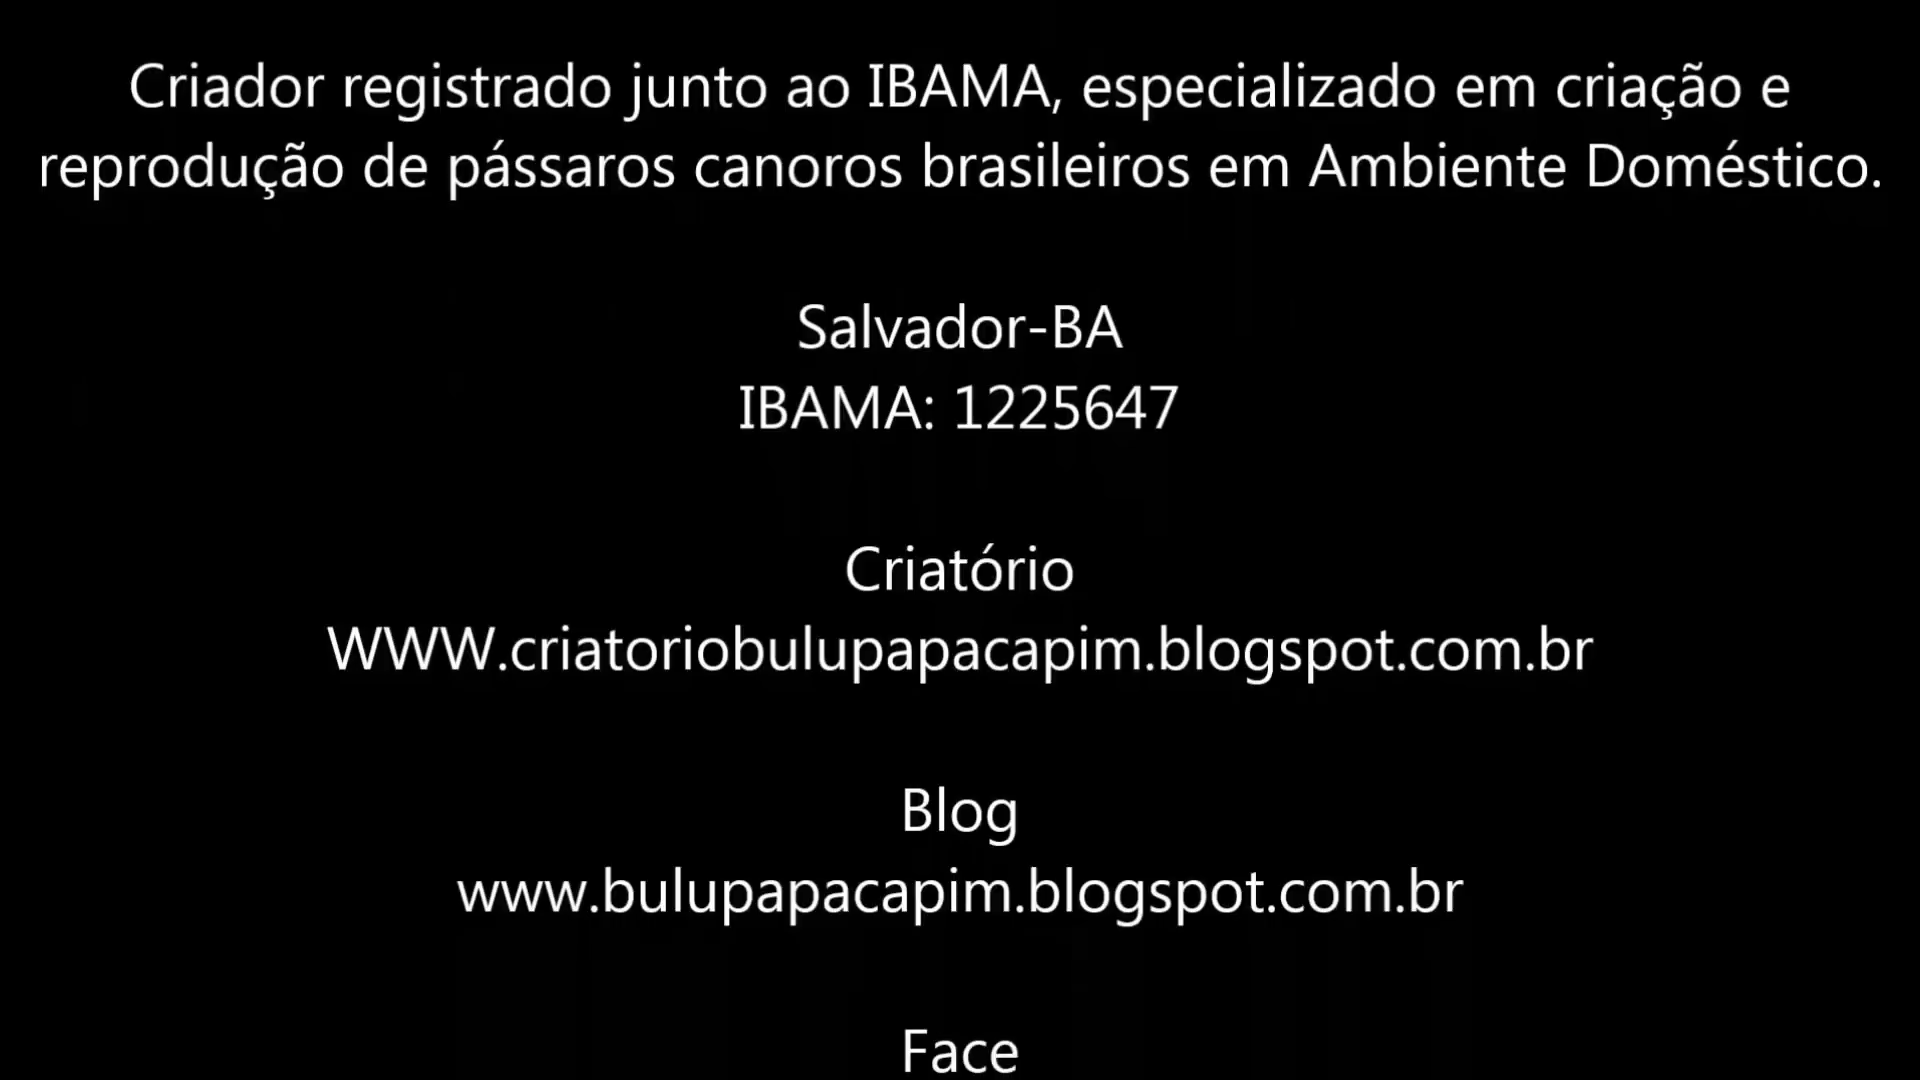 Criador registrado junto ao IBAMA, especializado em criação e
reprodução de pássaros canoros brasileiros em Ambiente Doméstico.
Salvador-BA
IBAMA: 1225647
Criatório
WWW.criatoriobulupapacapim.blogspot.com.br
Blog
www.bulupapacapim.blogspot.com.br
Face